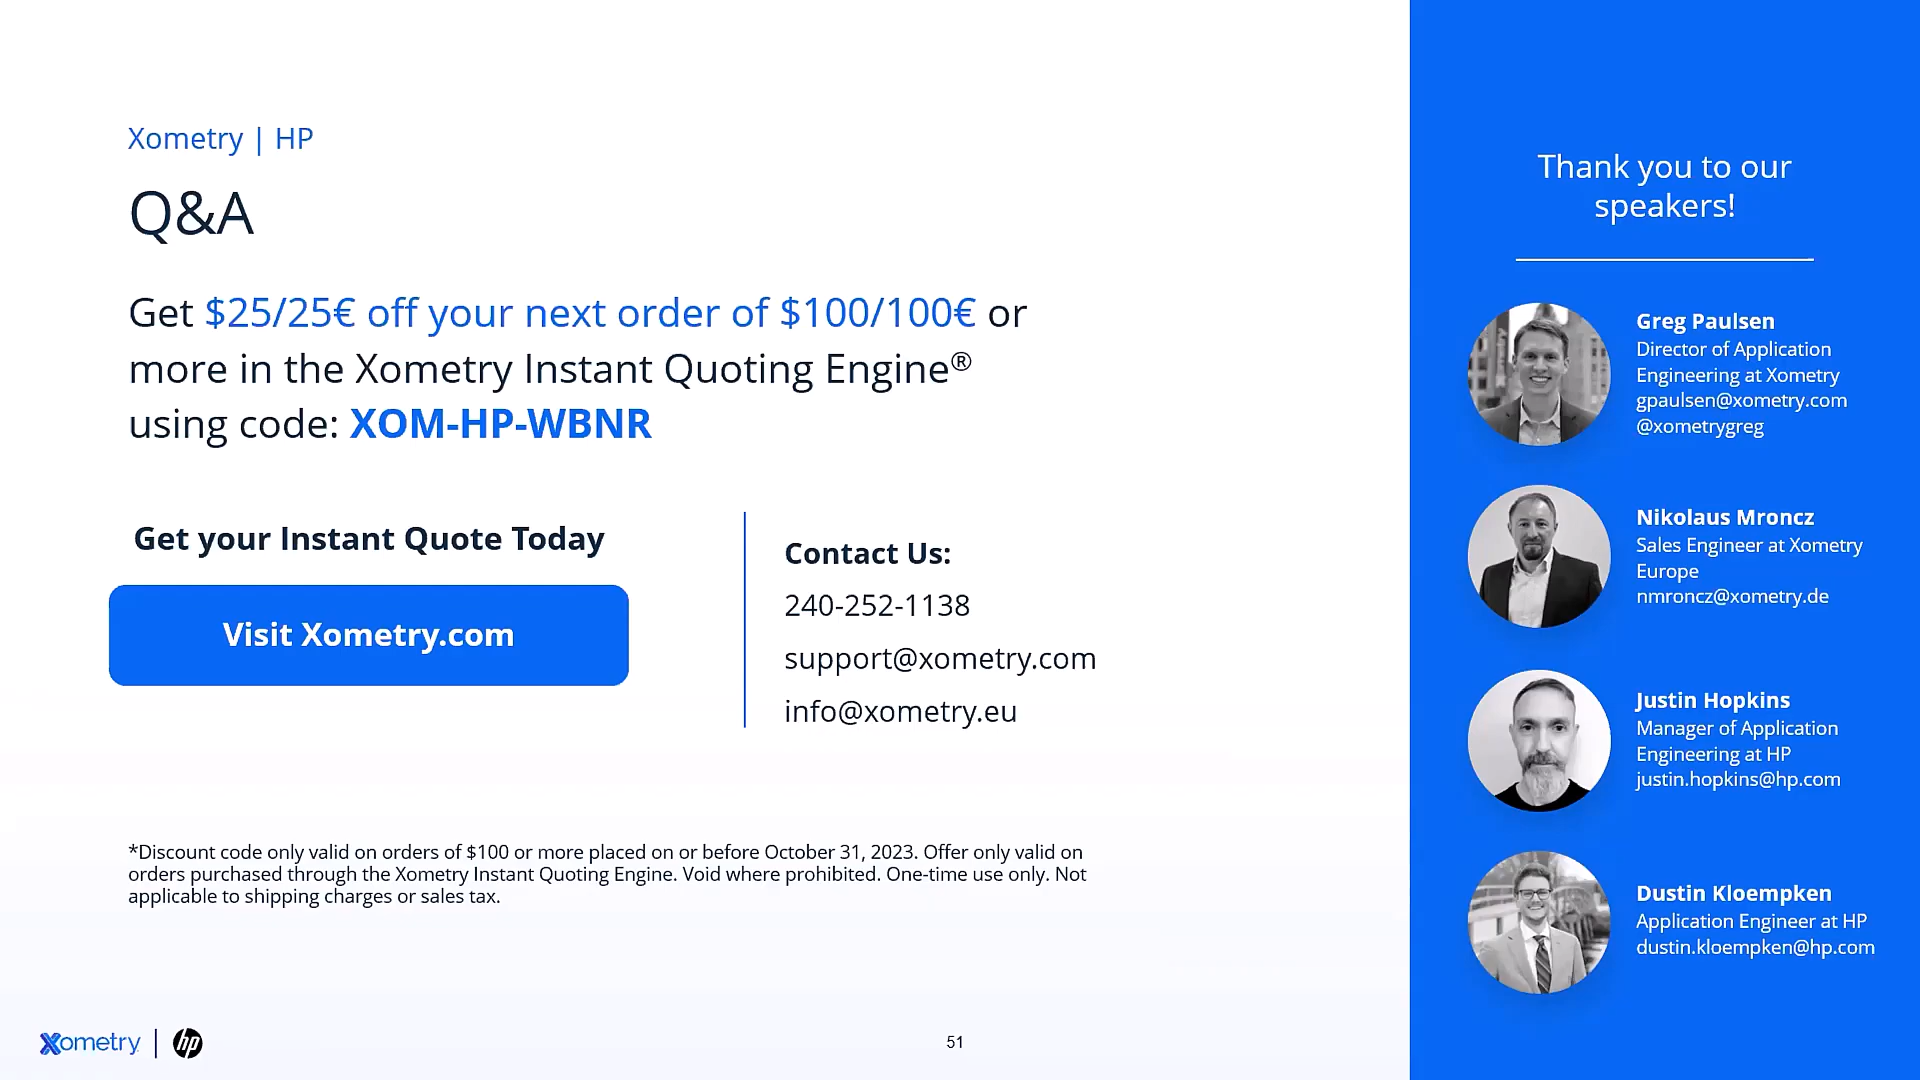 Xometry | HP
Q&A
Get $25/25€ off your next order of $100/100€ or
more in the Xometry Instant Quoting Engine®
using code: XOM-HP-WBNR
Get your Instant Quote Today
Visit Xometry.com
Contact Us:
240-252-1138
support@xometry.com
info@xometry.eu
*Discount code only valid on orders of $100 or more placed on or before October 31, 2023. Offer only valid on
orders purchased through the Xometry Instant Quoting Engine. Void where prohibited. One-time use only. Not
applicable to shipping charges or sales tax.
Xometry | hp
51
Thank you to our
speakers!
Greg Paulsen
Director of Application
Engineering at Xometry
gpaulsen@xometry.com
@xometrygreg
Nikolaus Mroncz
Sales Engineer at Xometry
Europe
nmroncz@xometry.de
Justin Hopkins
Manager of Application
Engineering at HP
justin.hopkins@hp.com
Dustin Kloempken
Application Engineer at HP
dustin.kloempken@hp.com